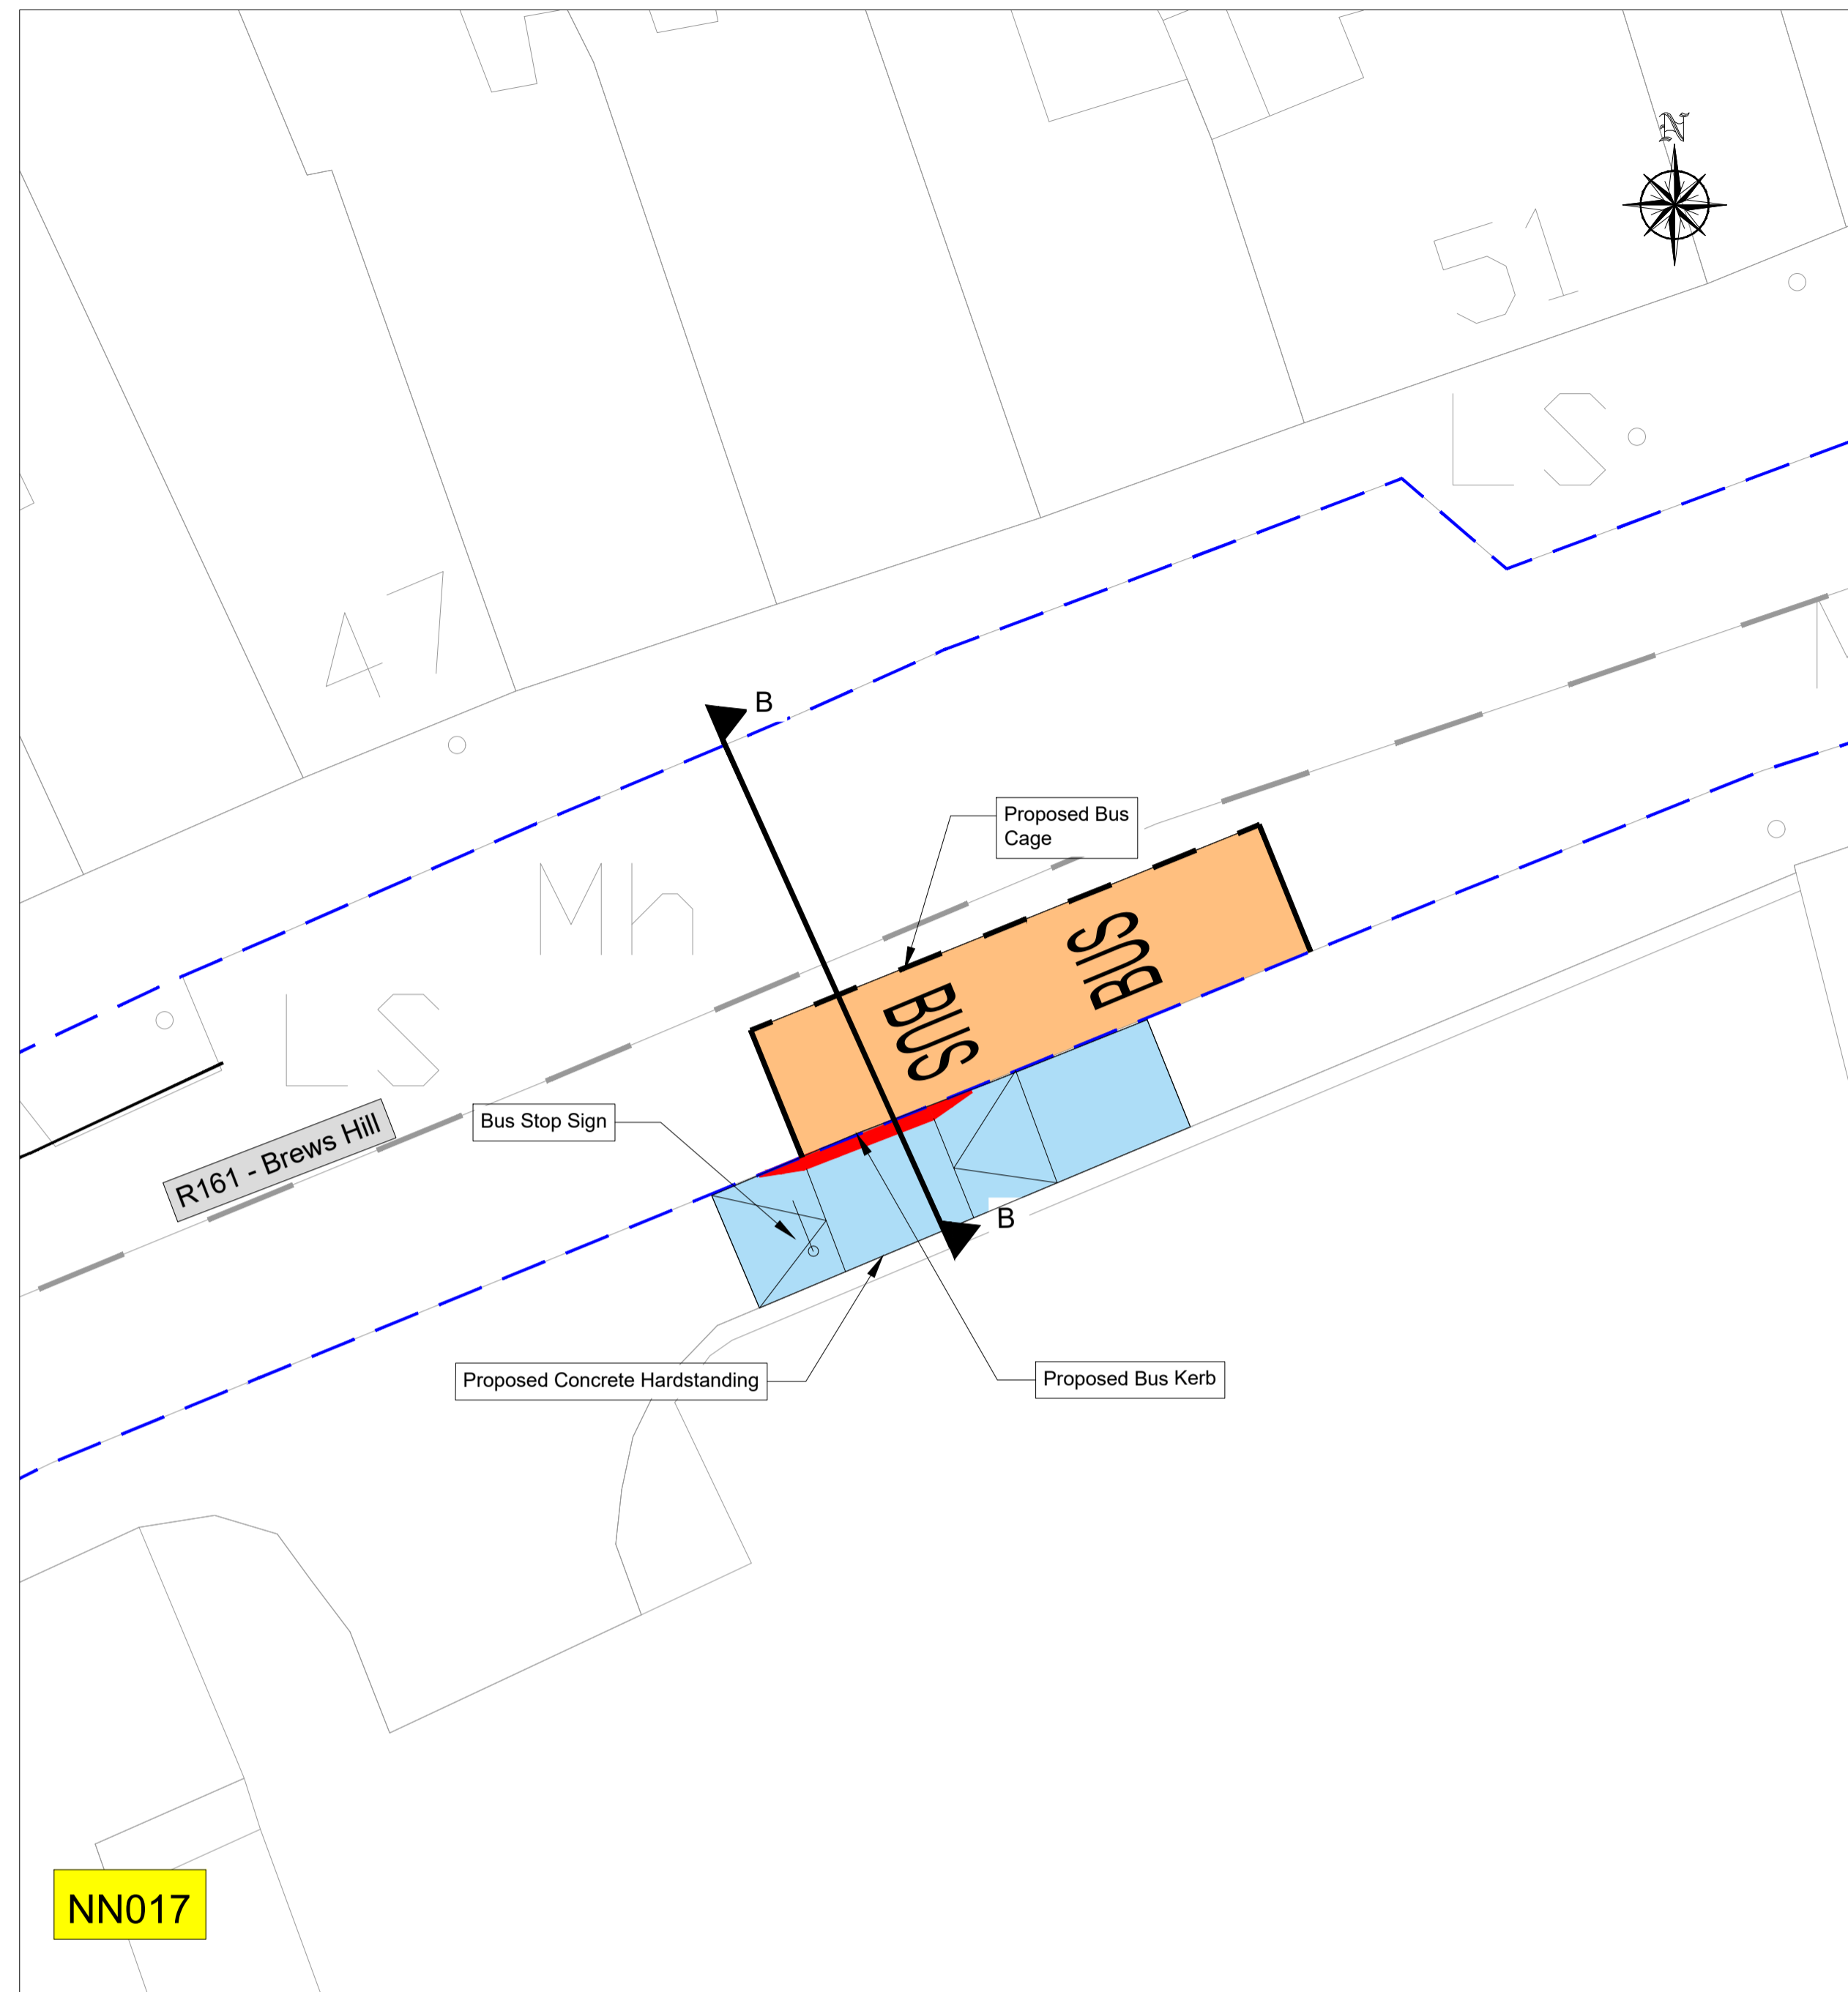 N
51
LS
47
B
Proposed Bus
Cage
Mh
BUS
BUS
LS
Bus Stop Sign
R161 - Brews Hill
B
Proposed Concrete Hardstanding
Proposed Bus Kerb
NN017